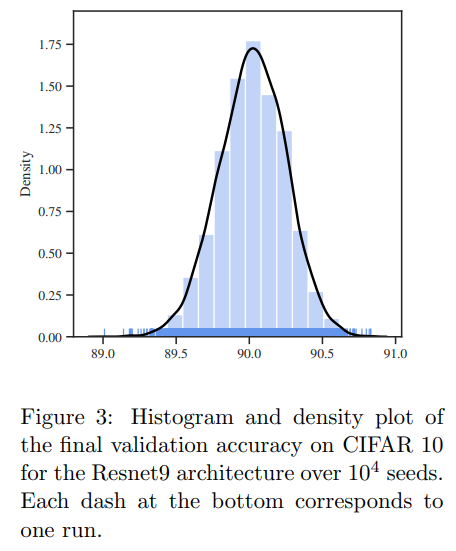 1.75
1.50
1.25
1.00
Density
0.75
0.50
0.25
0.00
89.0 89.5 90.0 90.5 91.0
Figure 3: Histogram and density plot of
the final validation accuracy on CIFAR 10
for the Resnet9 architecture over 10⁴ seeds.
Each dash at the bottom corresponds to
one run.